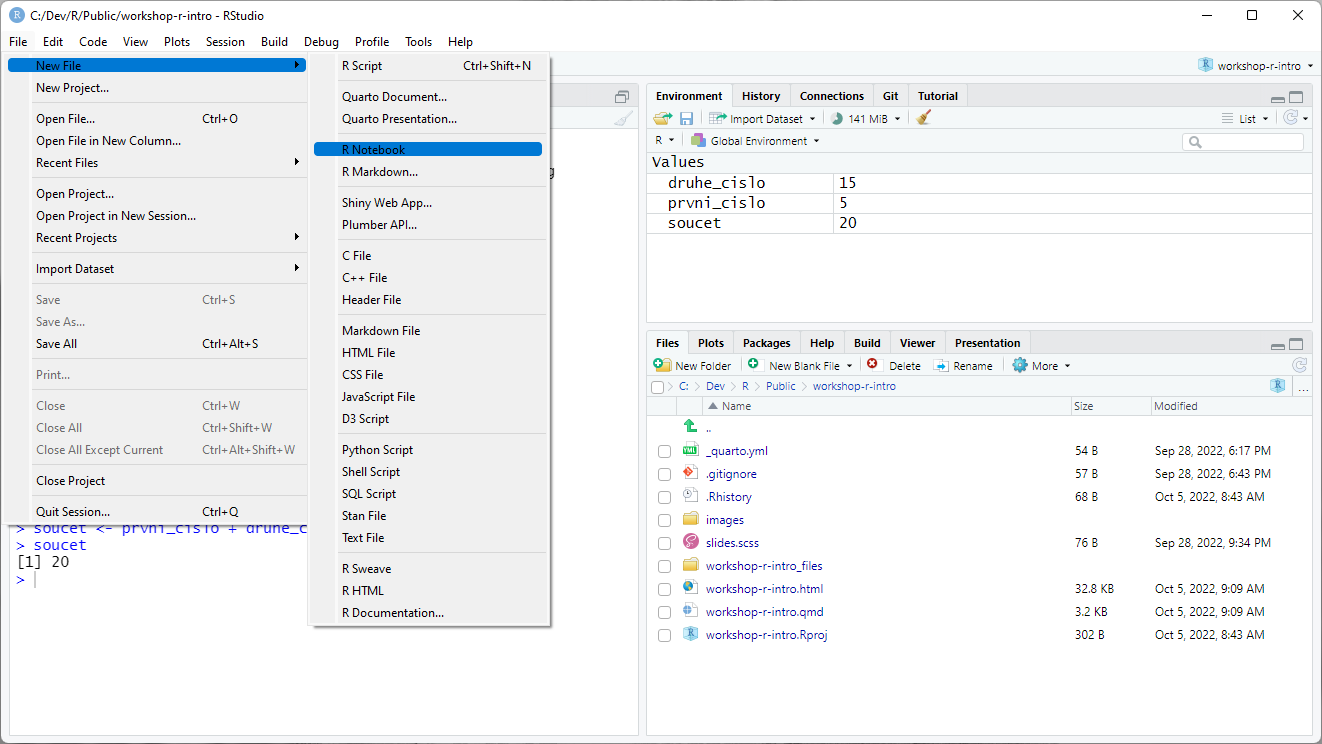 C:/Dev/R/Public/workshop-r-intro - RStudio
File Edit Code View Plots Session Build Debug Profile Tools Help
workshop-r-intro
New File
New Project...
Open File... Ctrl+O
Open File in New Column...
Recent Files
Open Project...
Open Project in New Session...
Recent Projects
Import Dataset
Save Ctrl+S
Save As...
Save All Ctrl+Alt+S
Print...
Close Ctrl+W
Close All Ctrl+Shift+W
Close All Except Current Ctrl+Alt+Shift+W
Close Project
Quit Session... Ctrl+Q
R Script Ctrl+Shift+N
Quarto Document...
Quarto Presentation...
R Notebook
R Markdown...
Shiny Web App...
Plumber API...
C File
C++ File
Header File
Markdown File
HTML File
CSS File
JavaScript File
D3 Script
Python Script
Shell Script
SQL Script
Stan File
Text File
R Sweave
R HTML
R Documentation...
> soucet <- prvni_cislo + druhe_c
> soucet
[1] 20
>
Environment History Connections Git Tutorial
Import Dataset 141 MiB List
R Global Environment
Values
druhe_cislo 15
prvni_cislo 5
soucet 20
Files Plots Packages Help Build Viewer Presentation
New Folder New Blank File Delete Rename More
C: Dev R Public workshop-r-intro ...
Name Size Modified
..
_quarto.yml 54 B Sep 28, 2022, 6:17 PM
.gitignore 57 B Sep 28, 2022, 6:43 PM
.Rhistory 68 B Oct 5, 2022, 8:43 AM
images
slides.scss 76 B Sep 28, 2022, 9:34 PM
workshop-r-intro_files
workshop-r-intro.html 32.8 KB Oct 5, 2022, 9:09 AM
workshop-r-intro.qmd 3.2 KB Oct 5, 2022, 9:09 AM
workshop-r-intro.Rproj 302 B Oct 5, 2022, 8:43 AM